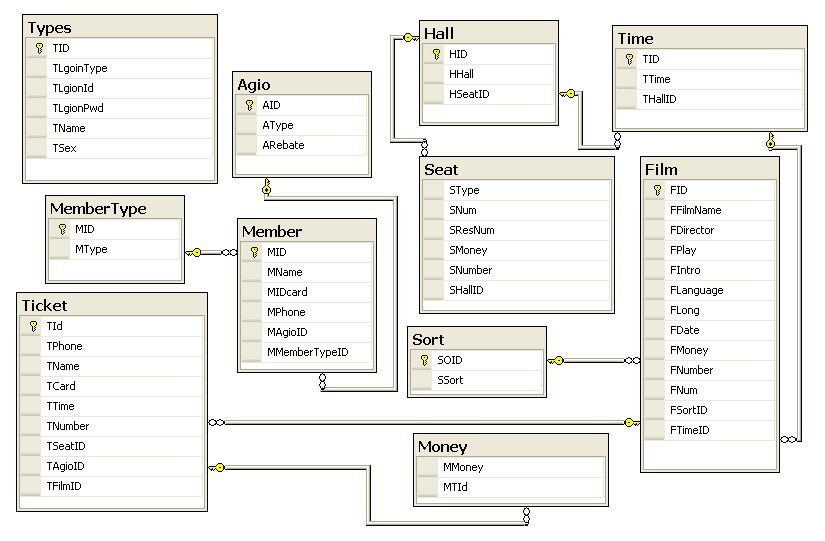 Types
TID
TLgoinType
TLgionId
TLgionPwd
TName
TSex
Agio
AID
AType
ARebate
Hall
HID
HHall
HSeatID
Time
TID
TTime
THallID
MemberType
MID
MType
Member
MID
MName
MIDcard
MPhone
MAgioID
MMemberTypeID
Seat
SType
SNum
SResNum
SMoney
SNumber
SHallID
Film
FID
FFilmName
FDirector
FPlay
FIntro
FLanguage
FLong
FDate
FMoney
FNumber
FNum
FSortID
FTimeID
Ticket
TId
TPhone
TName
TCard
TTime
TNumber
TSeatID
TAgioID
TFilmID
Sort
SOID
SSort
Money
MMoney
MTId